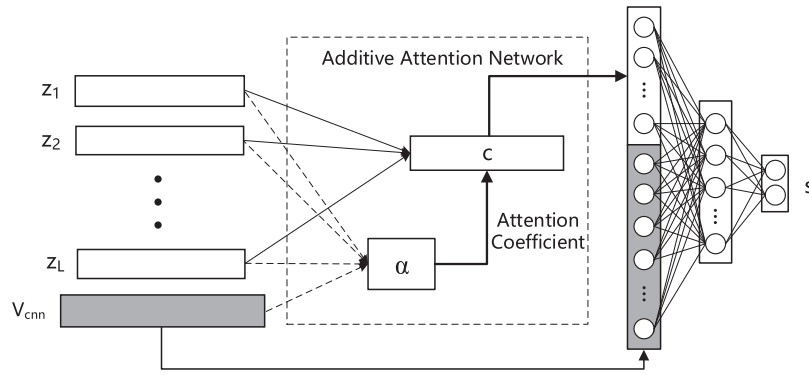 Additive Attention Network
z1
z2
c
Attention
Coefficient
zL
α
Vcnn
s